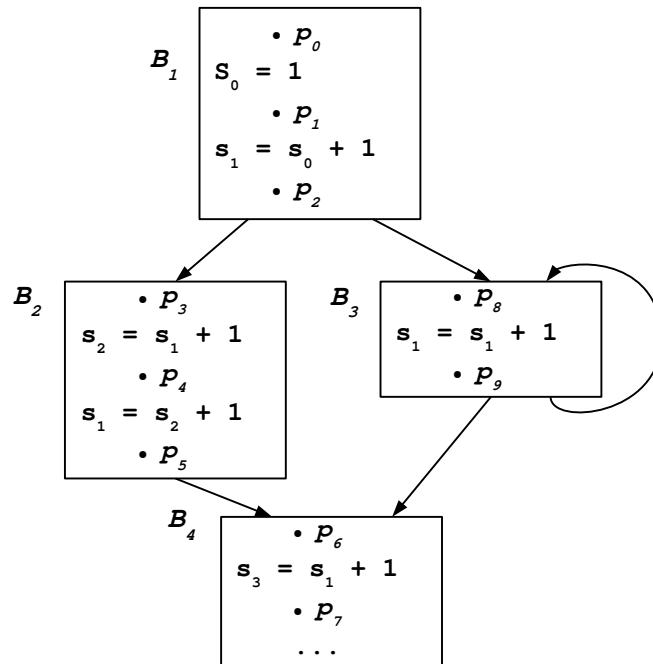 B₁
• p₀
S₀ = 1
• p₁
s₁ = s₀ + 1
• p₂
B₂
• p₃
s₂ = s₁ + 1
• p₄
s₁ = s₂ + 1
• p₅
B₃
• p₈
s₁ = s₁ + 1
• p₉
B₄
• p₆
s₃ = s₁ + 1
• p₇
...